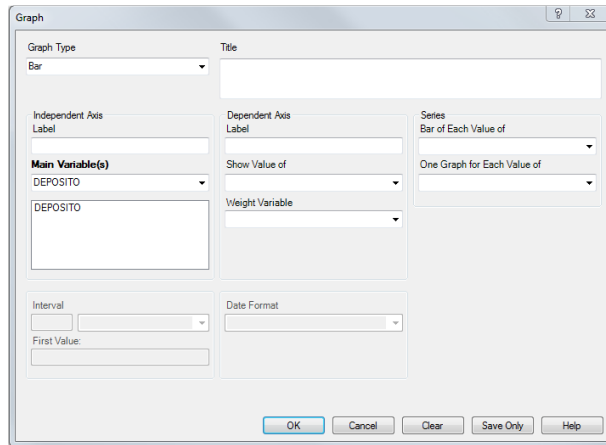 Graph
Graph Type
Bar
Title
Independent Axis
Label
Main Variable(s)
DEPOSITO
DEPOSITO
Dependent Axis
Label
Show Value of
Weight Variable
Series
Bar of Each Value of
One Graph for Each Value of
Interval
First Value:
Date Format
OK
Cancel
Clear
Save Only
Help